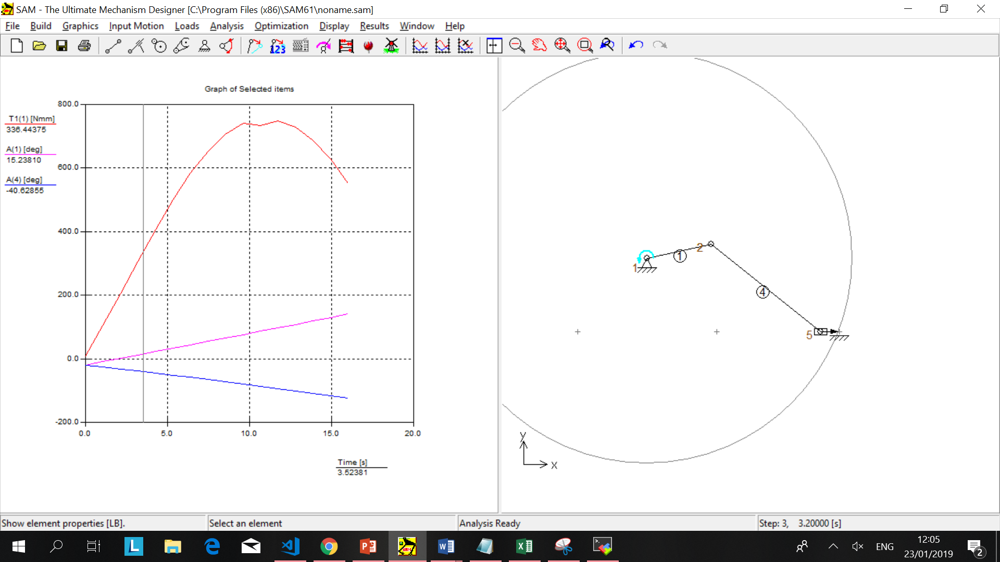 SAM - The Ultimate Mechanism Designer [C:\Program Files (x86)\SAM61\noname.sam]
File Build Graphics Input Motion Loads Analysis Optimization Display Results Window Help
123
Graph of Selected items
T1(1) [Nmm]
336.44375
A(1) [deg]
15.23810
A(4) [deg]
-40.62855
800.0
600.0
400.0
200.0
0.0
-200.0
0.0 5.0 10.0 15.0 20.0
Time [s]
3.52381
1
1
2
4
5
y
x
Show element properties [LB].
Select an element
Analysis Ready
Step: 3, 3.20000 [s]
L
SAM
ENG
12:05
23/01/2019
2